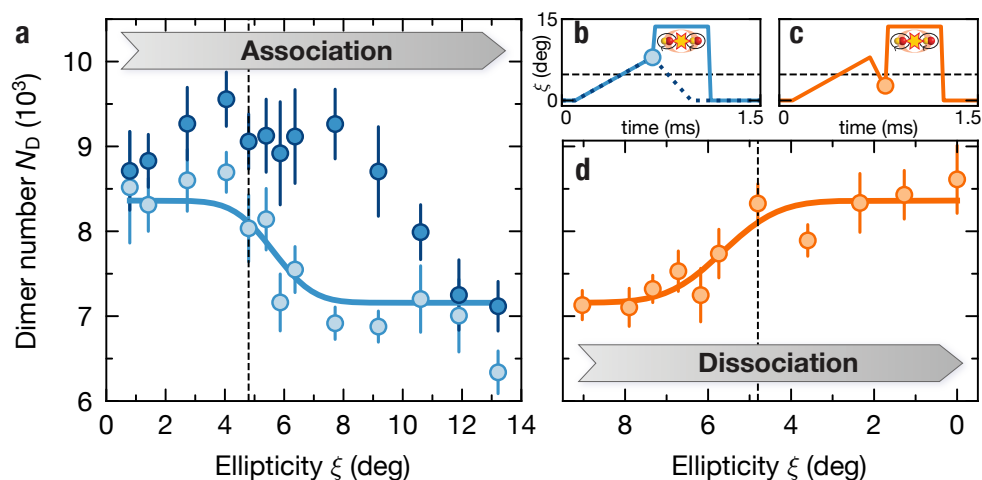 a
Association
Dimer number N_D (10³)
10
9
8
7
6
0
2
4
6
8
10
12
14
Ellipticity ξ (deg)
b
ξ (deg)
15
0
0
1.5
time (ms)
c
0
1.5
time (ms)
d
Dissociation
8
6
4
2
0
Ellipticity ξ (deg)